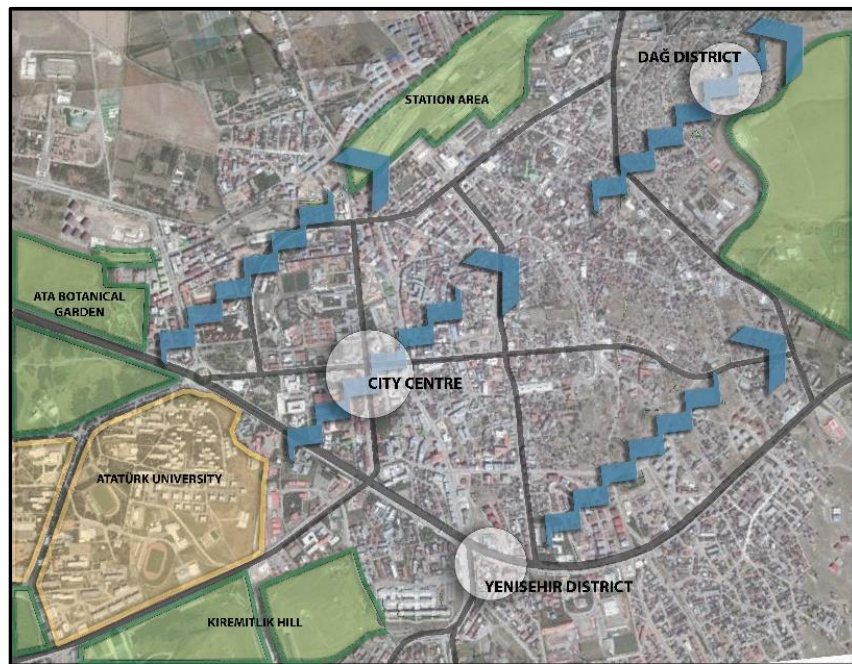 DAĞ DISTRICT
STATION AREA
ATA BOTANICAL
GARDEN
CITY CENTRE
ATATÜRK UNIVERSITY
YENISEHIR DISTRICT
KIREMITLIK HILL